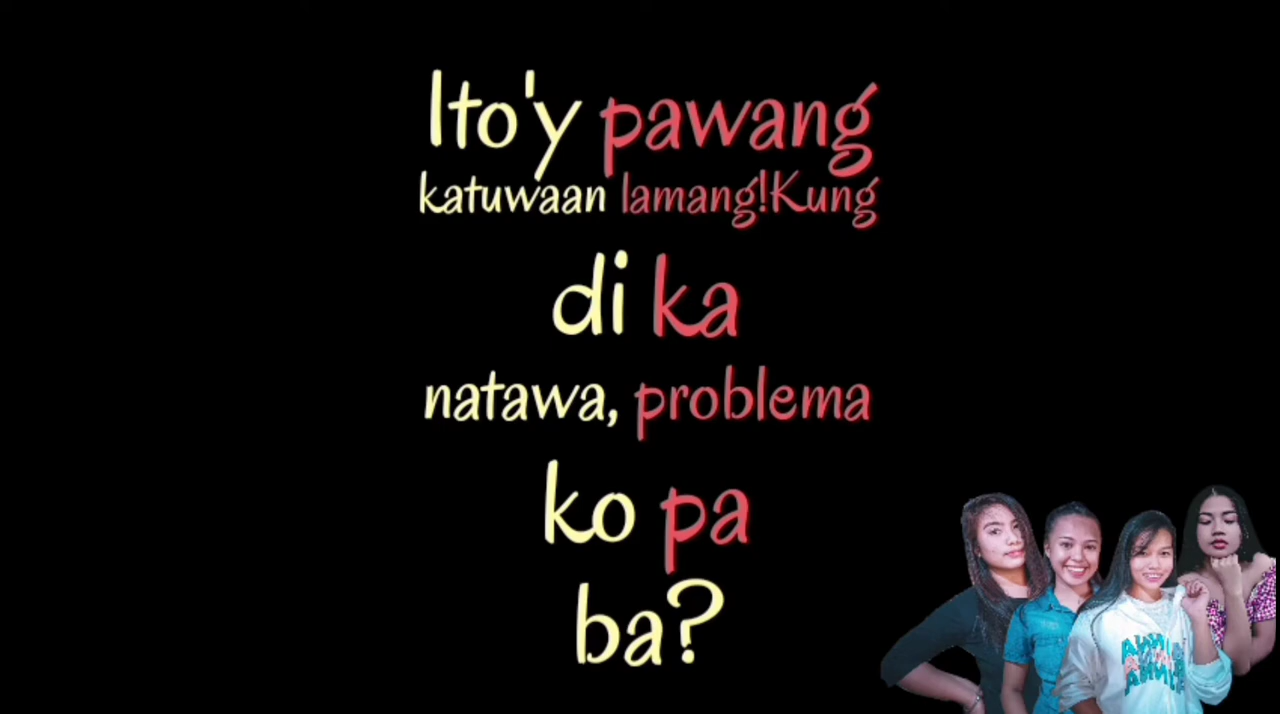 Ito'y pawang
katuwaan lamang!Kung
di ka
natawa, problema
ko pa
ba?